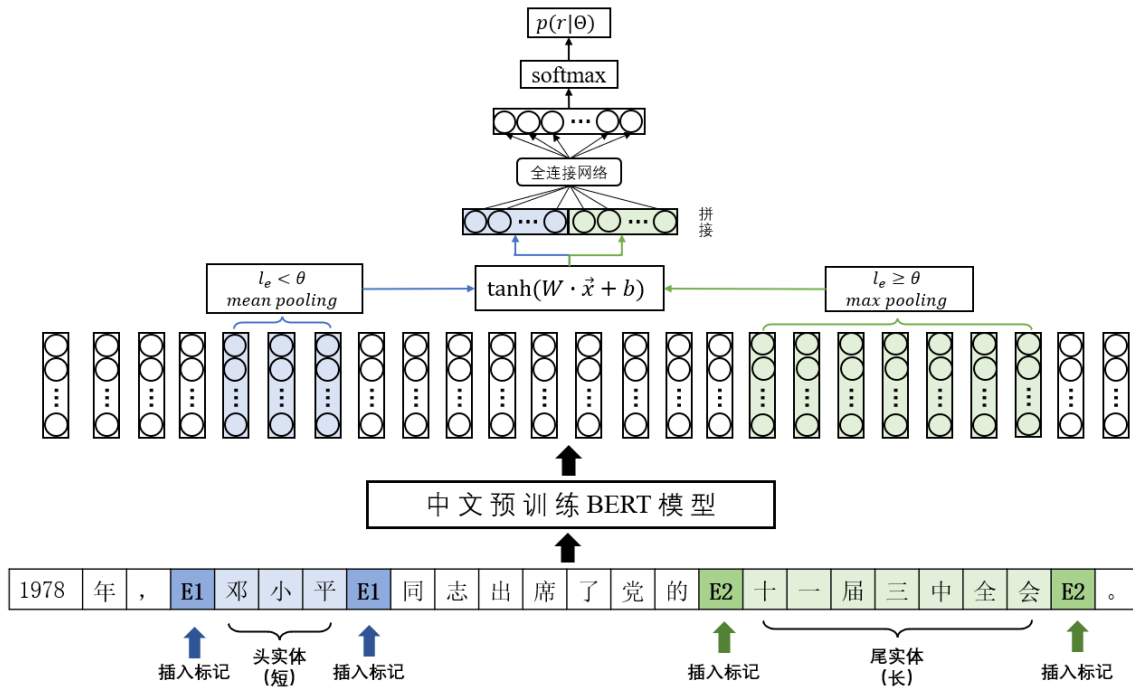 p(r|Θ)
softmax
···
全连接网络
··· ···
拼
接
l_e < θ
mean pooling
tanh(W · x⃗ + b)
l_e ≥ θ
max pooling
中文预训练BERT模型
1978 年 ， E1 邓 小 平 E1 同 志 出 席 了 党 的 E2 十 一 届 三 中 全 会 E2 。
插入标记 头实体 插入标记 插入标记 尾实体 插入标记
（短） （长）